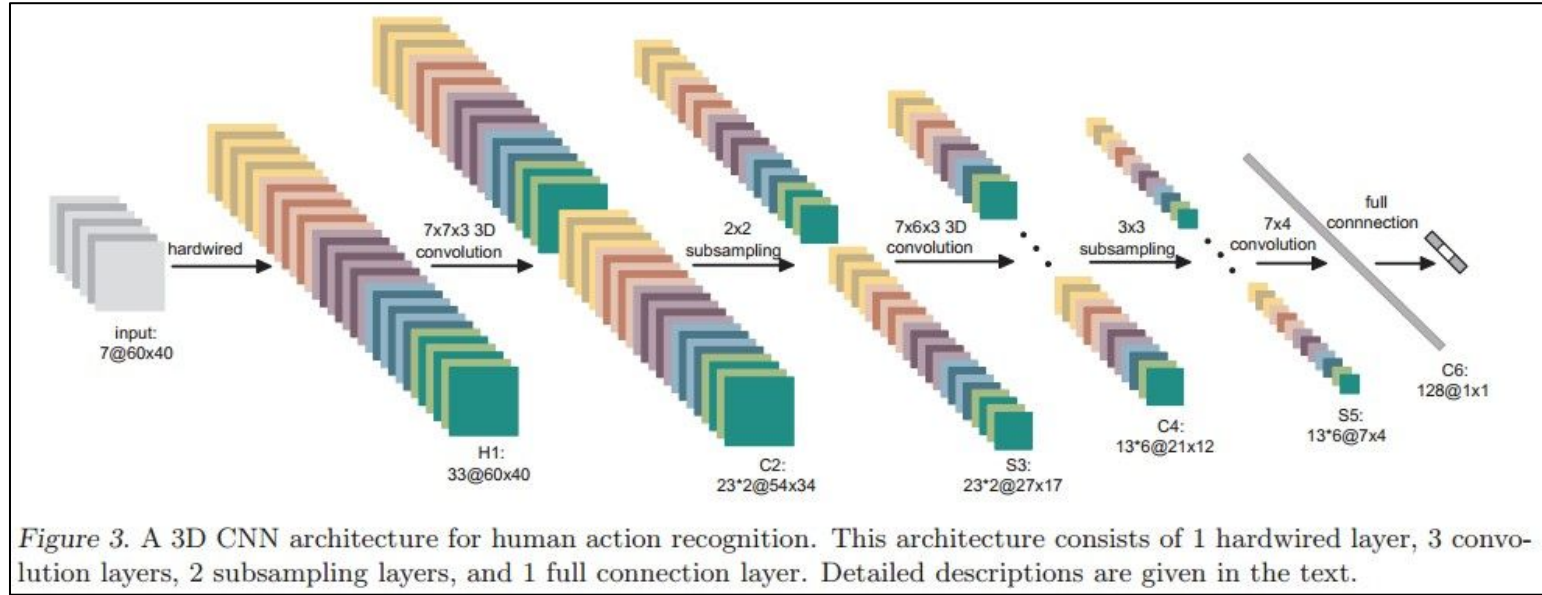 hardwired
7x7x3 3D
convolution
2x2
subsampling
7x6x3 3D
convolution
3x3
subsampling
7x4
convolution
full
connnection
input:
7@60x40
H1:
33@60x40
C2:
23*2@54x34
S3:
23*2@27x17
C4:
13*6@21x12
S5:
13*6@7x4
C6:
128@1x1
Figure 3. A 3D CNN architecture for human action recognition. This architecture consists of 1 hardwired layer, 3 convo-
lution layers, 2 subsampling layers, and 1 full connection layer. Detailed descriptions are given in the text.